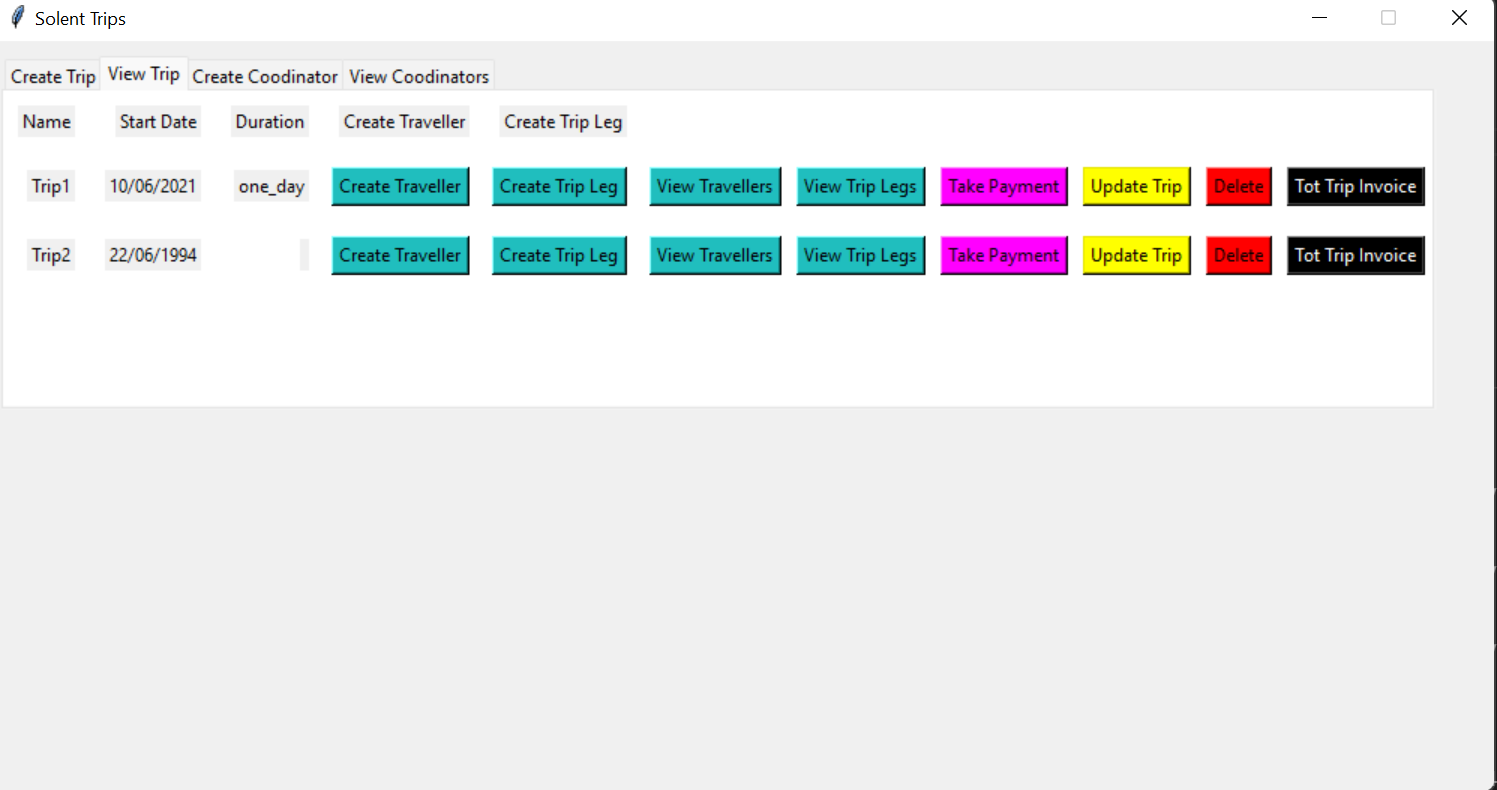 Solent Trips
Create Trip View Trip Create Coodinator View Coodinators
Name Start Date Duration Create Traveller Create Trip Leg
Trip1 10/06/2021 one_day Create Traveller Create Trip Leg View Travellers View Trip Legs Take Payment Update Trip Delete Tot Trip Invoice
Trip2 22/06/1994 Create Traveller Create Trip Leg View Travellers View Trip Legs Take Payment Update Trip Delete Tot Trip Invoice